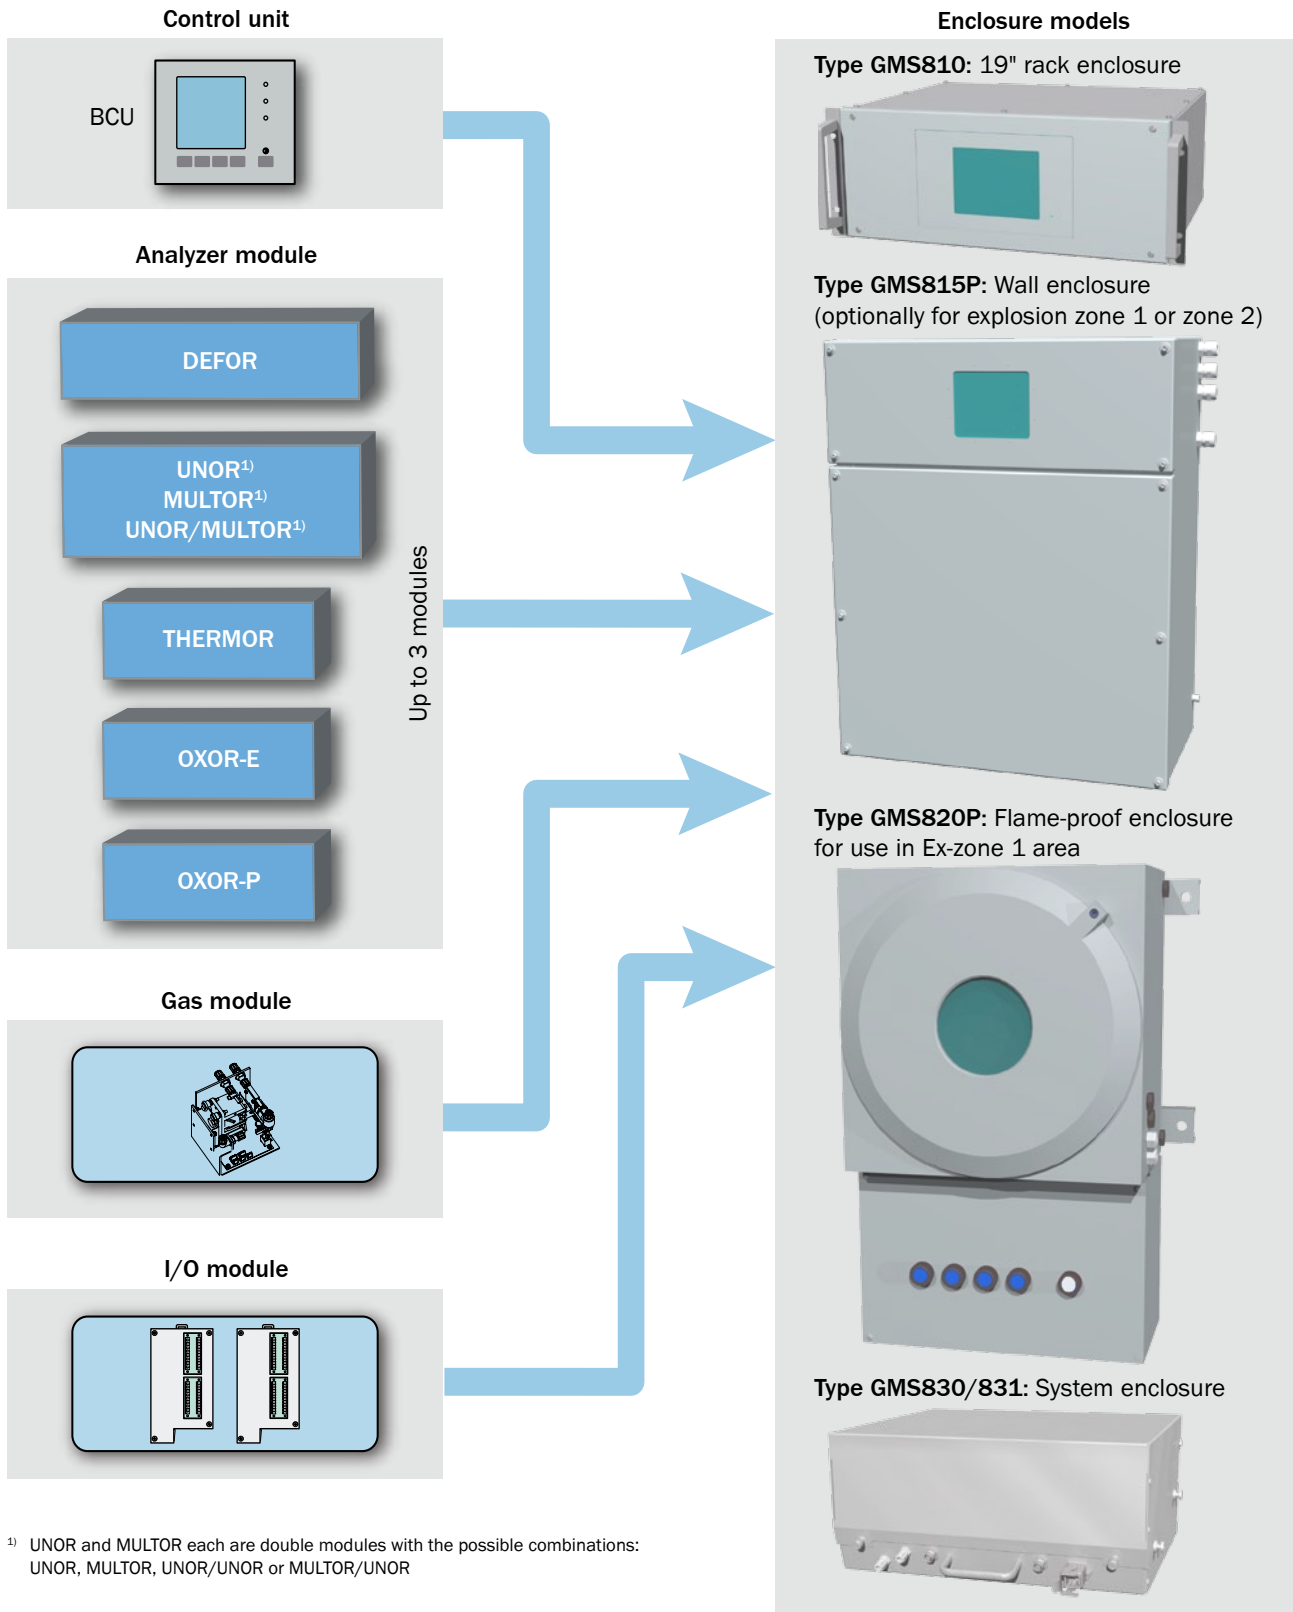 Control unit
BCU
Analyzer module
DEFOR
UNOR1)
MULTOR1)
UNOR/MULTOR1)
THERMOR
OXOR-E
OXOR-P
Up to 3 modules
Gas module
I/O module
1) UNOR and MULTOR each are double modules with the possible combinations:
UNOR, MULTOR, UNOR/UNOR or MULTOR/UNOR
Enclosure models
Type GMS810: 19" rack enclosure
Type GMS815P: Wall enclosure
(optionally for explosion zone 1 or zone 2)
Type GMS820P: Flame-proof enclosure
for use in Ex-zone 1 area
Type GMS830/831: System enclosure